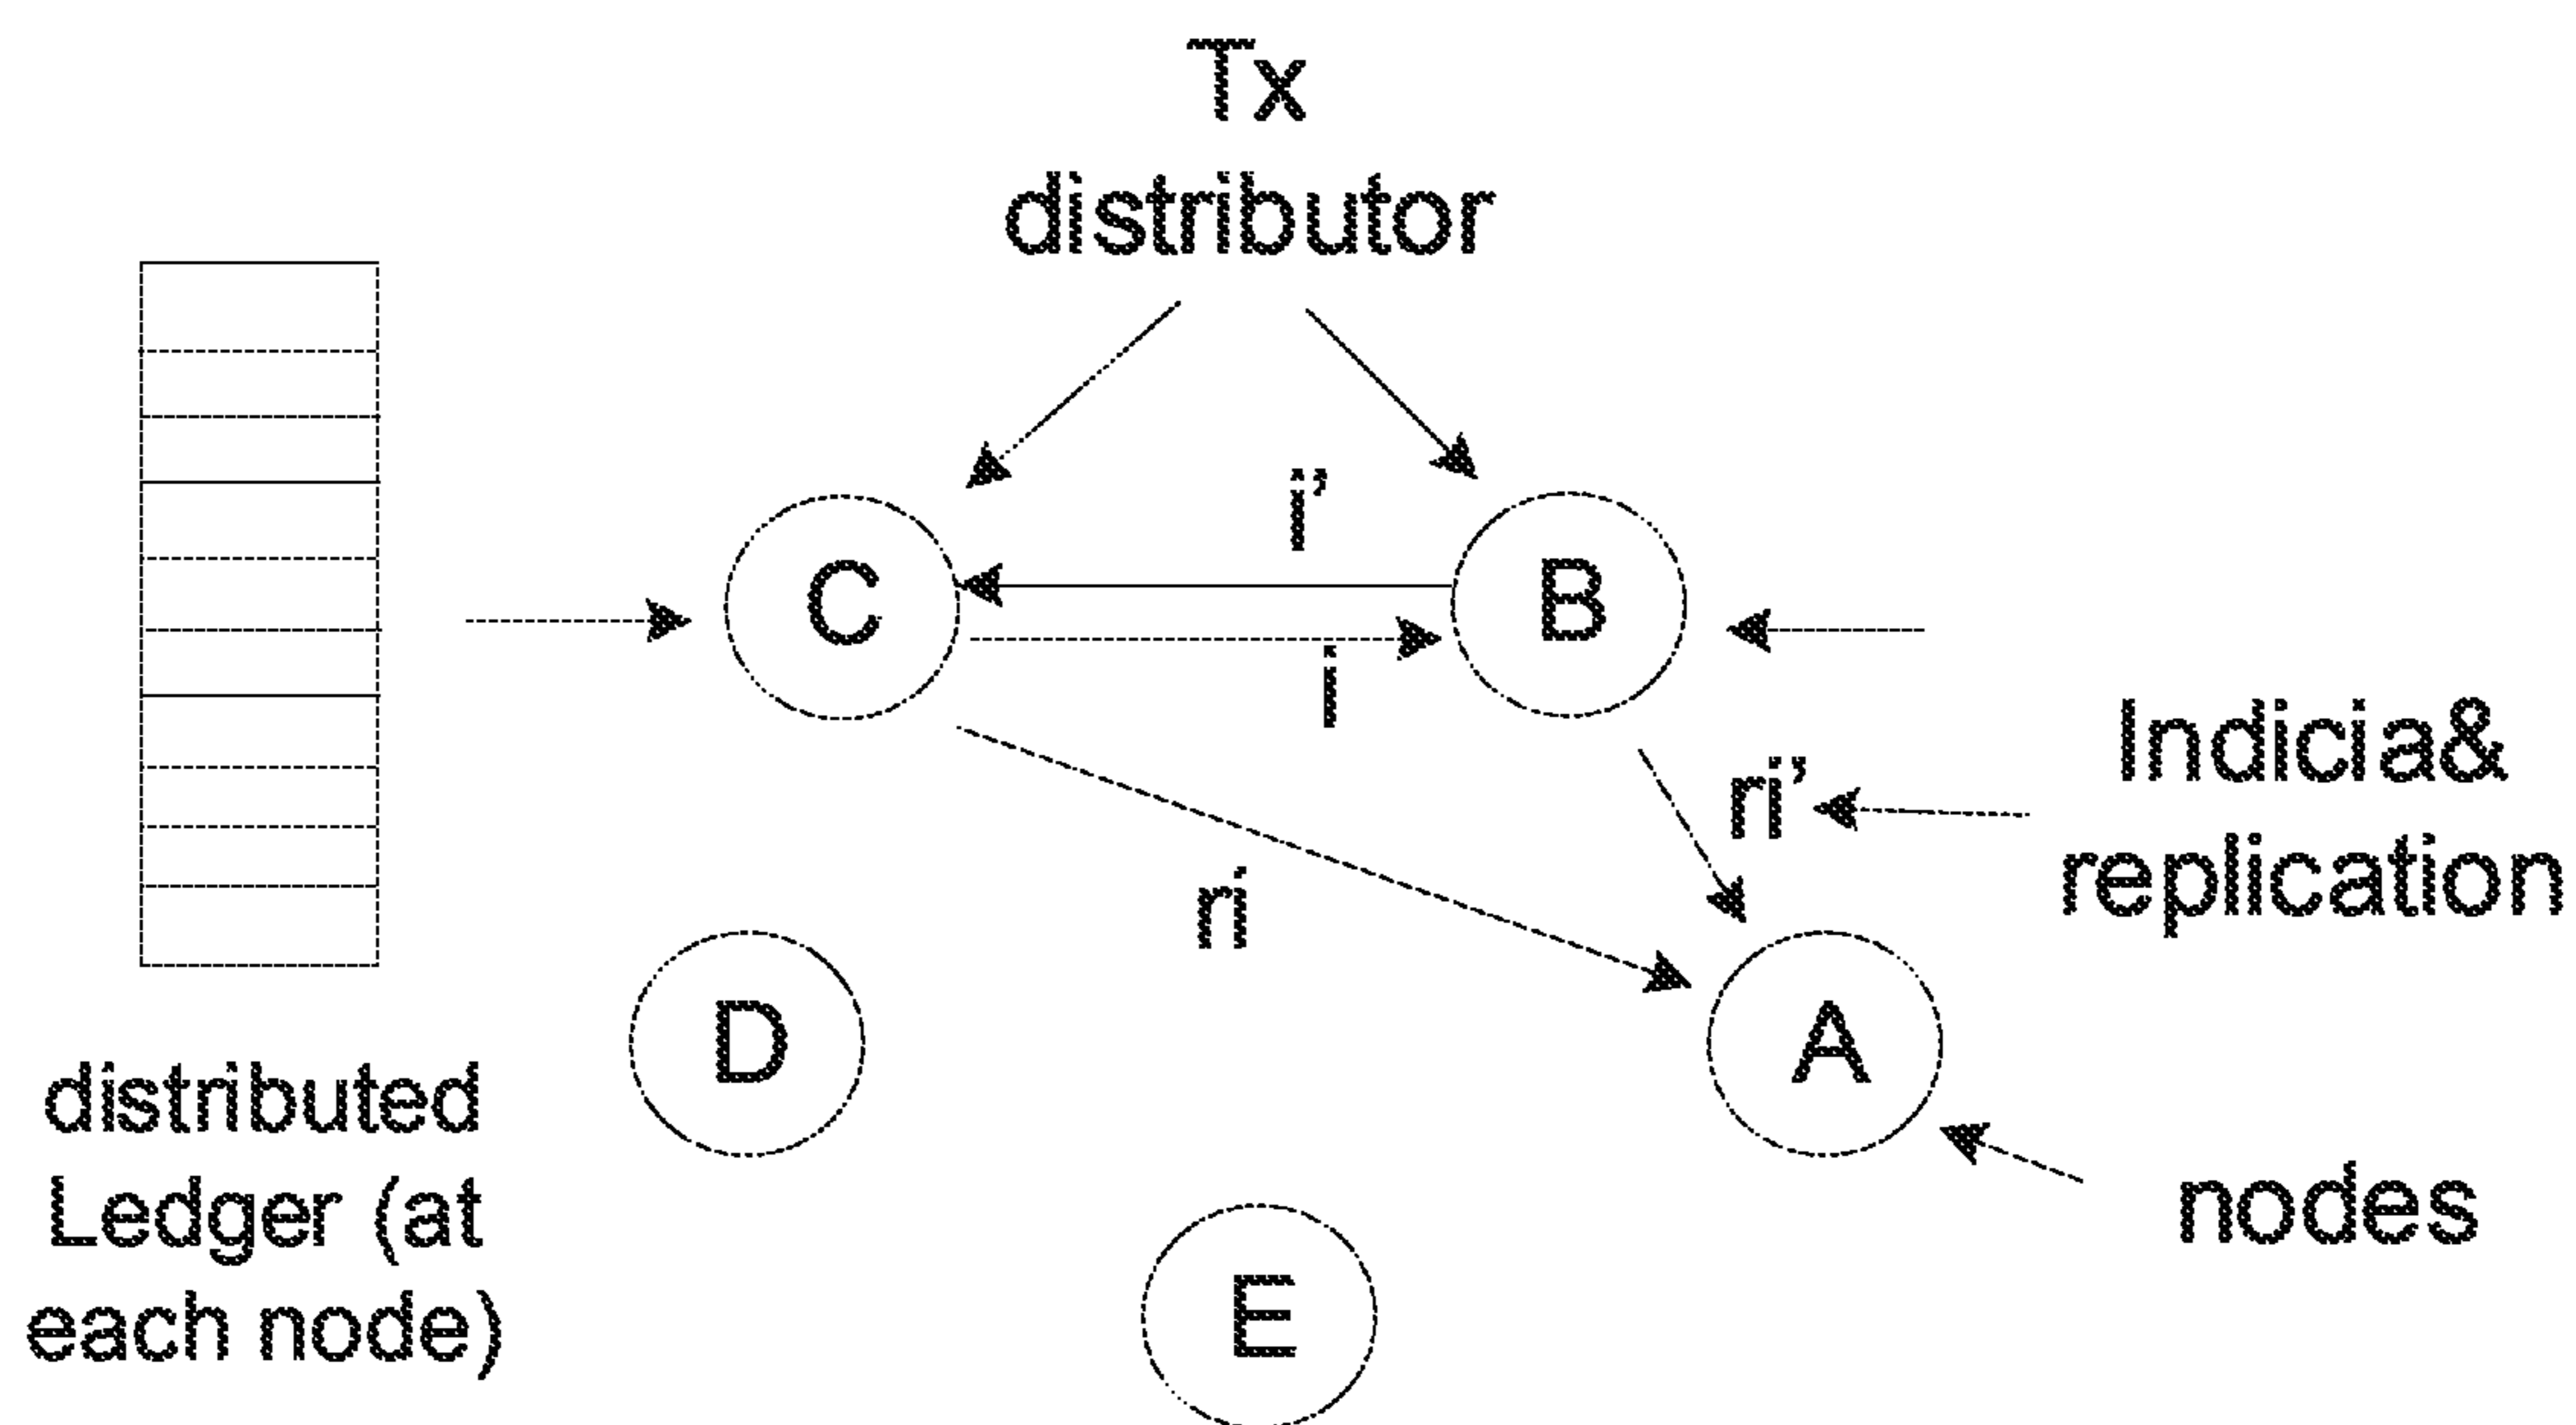 Tx
distributor
i'
C
B
i
Indicia&
replication
ri'
ri
D
A
distributed
Ledger (at
each node)
nodes
E